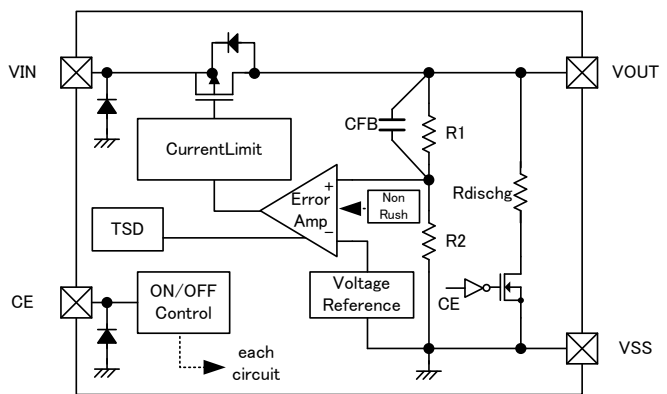 VIN
VOUT
CFB
R1
CurrentLimit
Rdischg
+
Error
Amp
−
Non
Rush
TSD
R2
Voltage
Reference
CE
CE
ON/OFF
Control
each
circuit
VSS